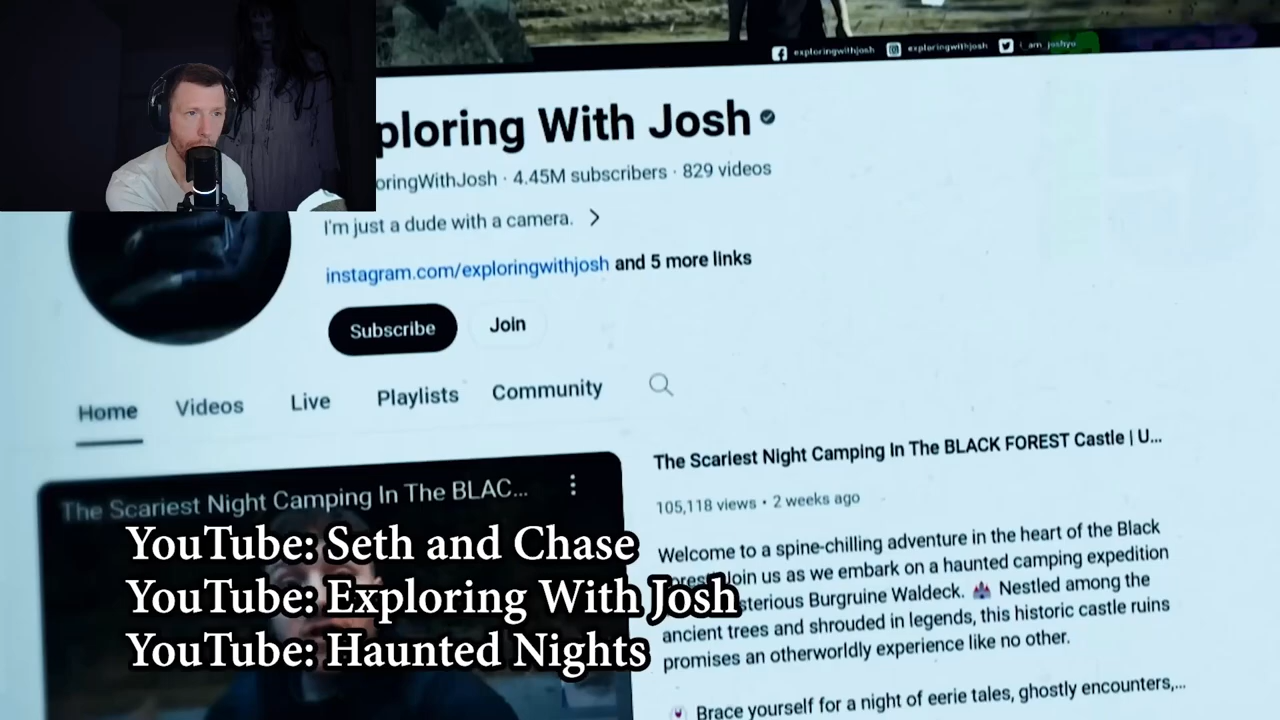 exploringwithjosh exploringwithjosh i_am_joshyo
ploring With Josh
oringWithJosh · 4.45M subscribers · 829 videos
I'm just a dude with a camera.
instagram.com/exploringwithjosh and 5 more links
Subscribe Join
Home Videos Live Playlists Community
The Scariest Night Camping In The BLAC...
The Scariest Night Camping In The BLACK FOREST Castle | U...
105,118 views • 2 weeks ago
Welcome to a spine-chilling adventure in the heart of the Black
Join us as we embark on a haunted camping expedition
sterious Burgruine Waldeck. Nestled among the
ancient trees and shrouded in legends, this historic castle ruins
promises an otherworldly experience like no other.
Brace yourself for a night of eerie tales, ghostly encounters,...
YouTube: Seth and Chase
YouTube: Exploring With Josh
YouTube: Haunted Nights